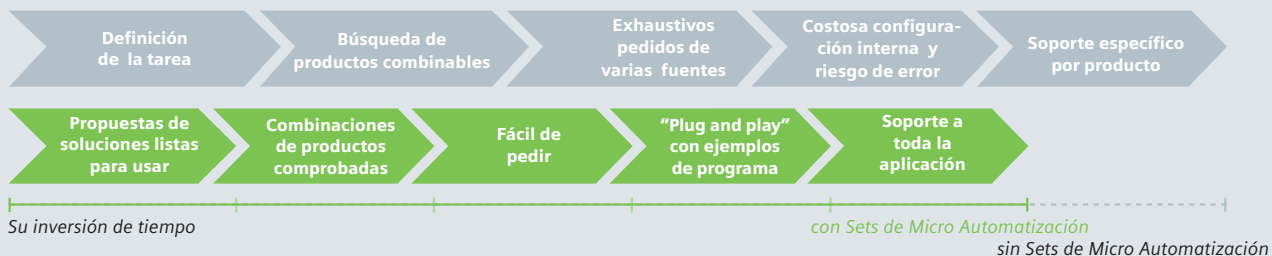 Definición
de la tarea
Búsqueda de
productos combinables
Exhaustivos
pedidos de
varias fuentes
Costosa configura-
ción interna y
riesgo de error
Soporte específico
por producto
Propuestas de
soluciones listas
para usar
Combinaciones
de productos
comprobadas
Fácil de
pedir
“Plug and play”
con ejemplos
de programa
Soporte a
toda la
aplicación
Su inversión de tiempo
con Sets de Micro Automatización
sin Sets de Micro Automatización